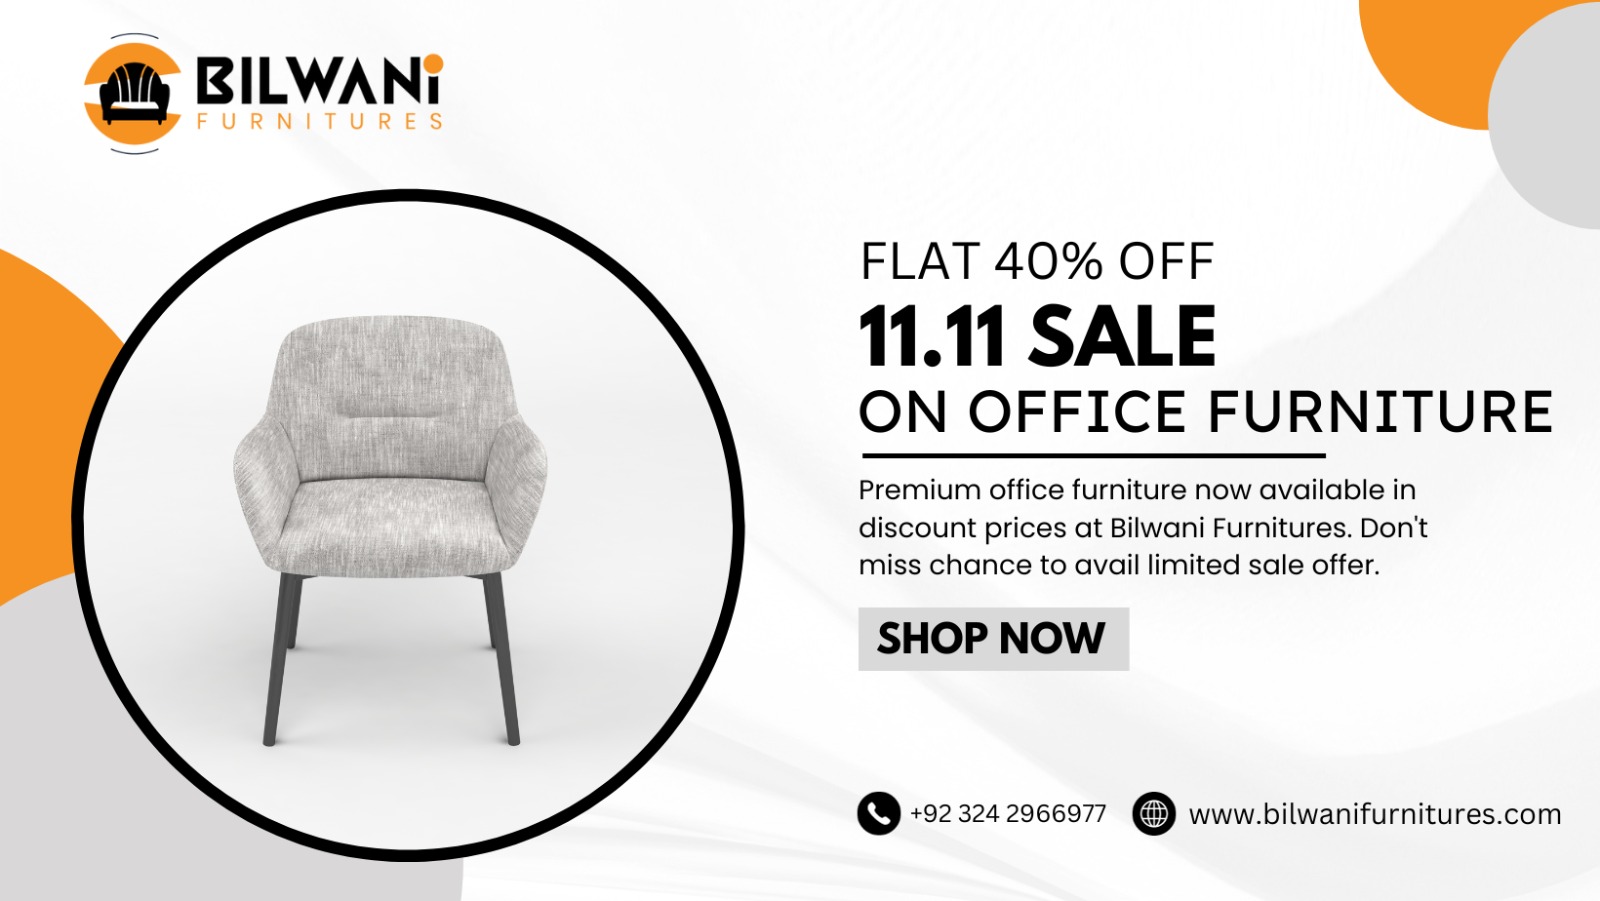 BILWANi
FURNITURES
FLAT 40% OFF
11.11 SALE
ON OFFICE FURNITURE
Premium office furniture now available in
discount prices at Bilwani Furnitures. Don't
miss chance to avail limited sale offer.
SHOP NOW
+92 324 2966977
www.bilwanifurnitures.com